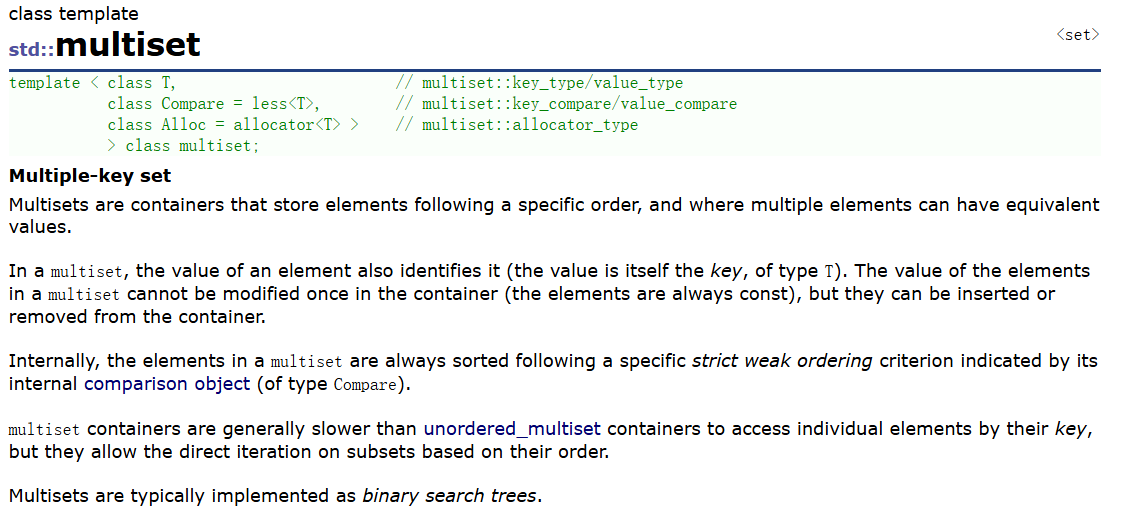 class template
<set>
std::multiset
template < class T,                        // multiset::key_type/value_type
           class Compare = less<T>,        // multiset::key_compare/value_compare
           class Alloc = allocator<T> >    // multiset::allocator_type
           > class multiset;
Multiple-key set
Multisets are containers that store elements following a specific order, and where multiple elements can have equivalent
values.
In a multiset, the value of an element also identifies it (the value is itself the key, of type T). The value of the elements
in a multiset cannot be modified once in the container (the elements are always const), but they can be inserted or
removed from the container.
Internally, the elements in a multiset are always sorted following a specific strict weak ordering criterion indicated by its
internal comparison object (of type Compare).
multiset containers are generally slower than unordered_multiset containers to access individual elements by their key,
but they allow the direct iteration on subsets based on their order.
Multisets are typically implemented as binary search trees.